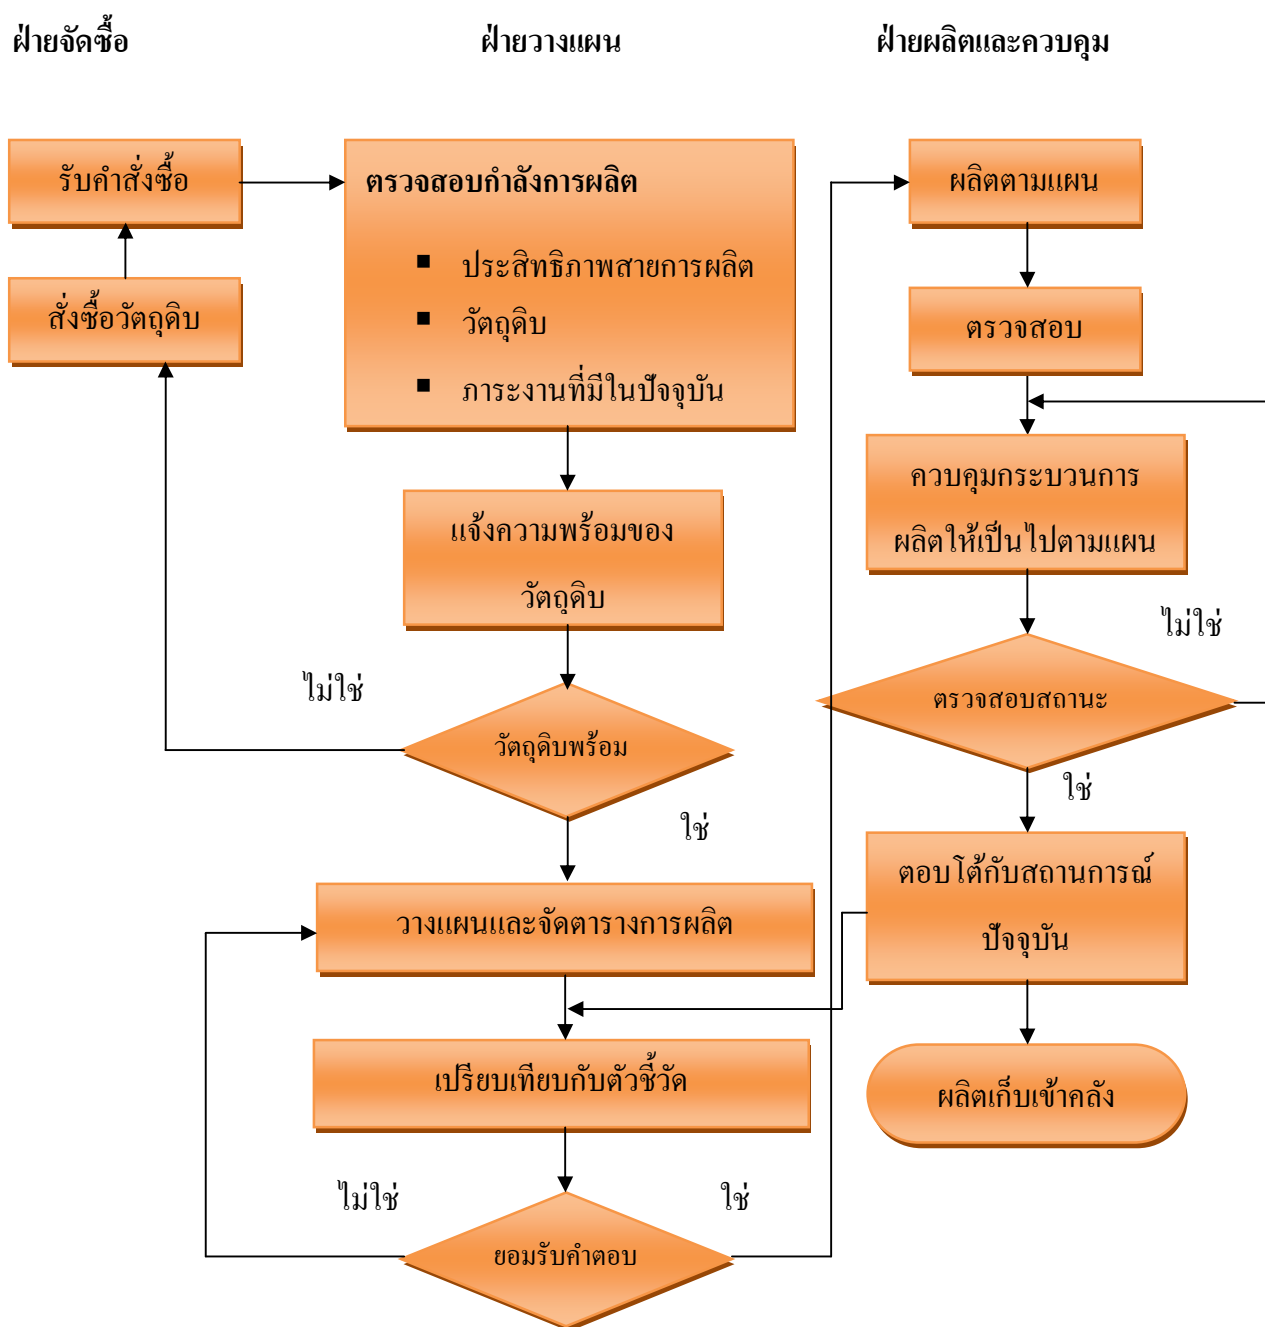 ฝ่ายจัดซื้อ
ฝ่ายวางแผน
ฝ่ายผลิตและควบคุม
รับคำสั่งซื้อ
สั่งซื้อวัตถุดิบ
ตรวจสอบกำลังการผลิต
▪ ประสิทธิภาพสายการผลิต
▪ วัตถุดิบ
▪ ภาระงานที่มีในปัจจุบัน
แจ้งความพร้อมของ
วัตถุดิบ
ไม่ใช่
วัตถุดิบพร้อม
ใช่
วางแผนและจัดตารางการผลิต
เปรียบเทียบกับตัวชี้วัด
ไม่ใช่
ใช่
ยอมรับคำตอบ
ผลิตตามแผน
ตรวจสอบ
ควบคุมกระบวนการ
ผลิตให้เป็นไปตามแผน
ไม่ใช่
ตรวจสอบสถานะ
ใช่
ตอบโต้กับสถานการณ์
ปัจจุบัน
ผลิตเก็บเข้าคลัง